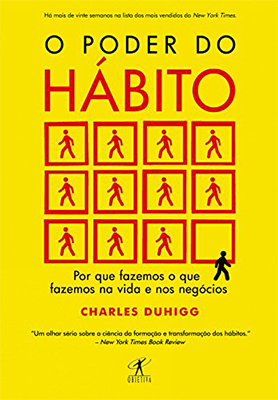 Há mais de vinte semanas na lista dos mais vendidos da New York Times.
O PODER DO
HÁBITO
Por que fazemos o que
fazemos na vida e nos negócios
CHARLES DUHIGG
"Um olhar sério sobre a ciência da formação e transformação dos hábitos."
– New York Times Book Review
OBJETIVA